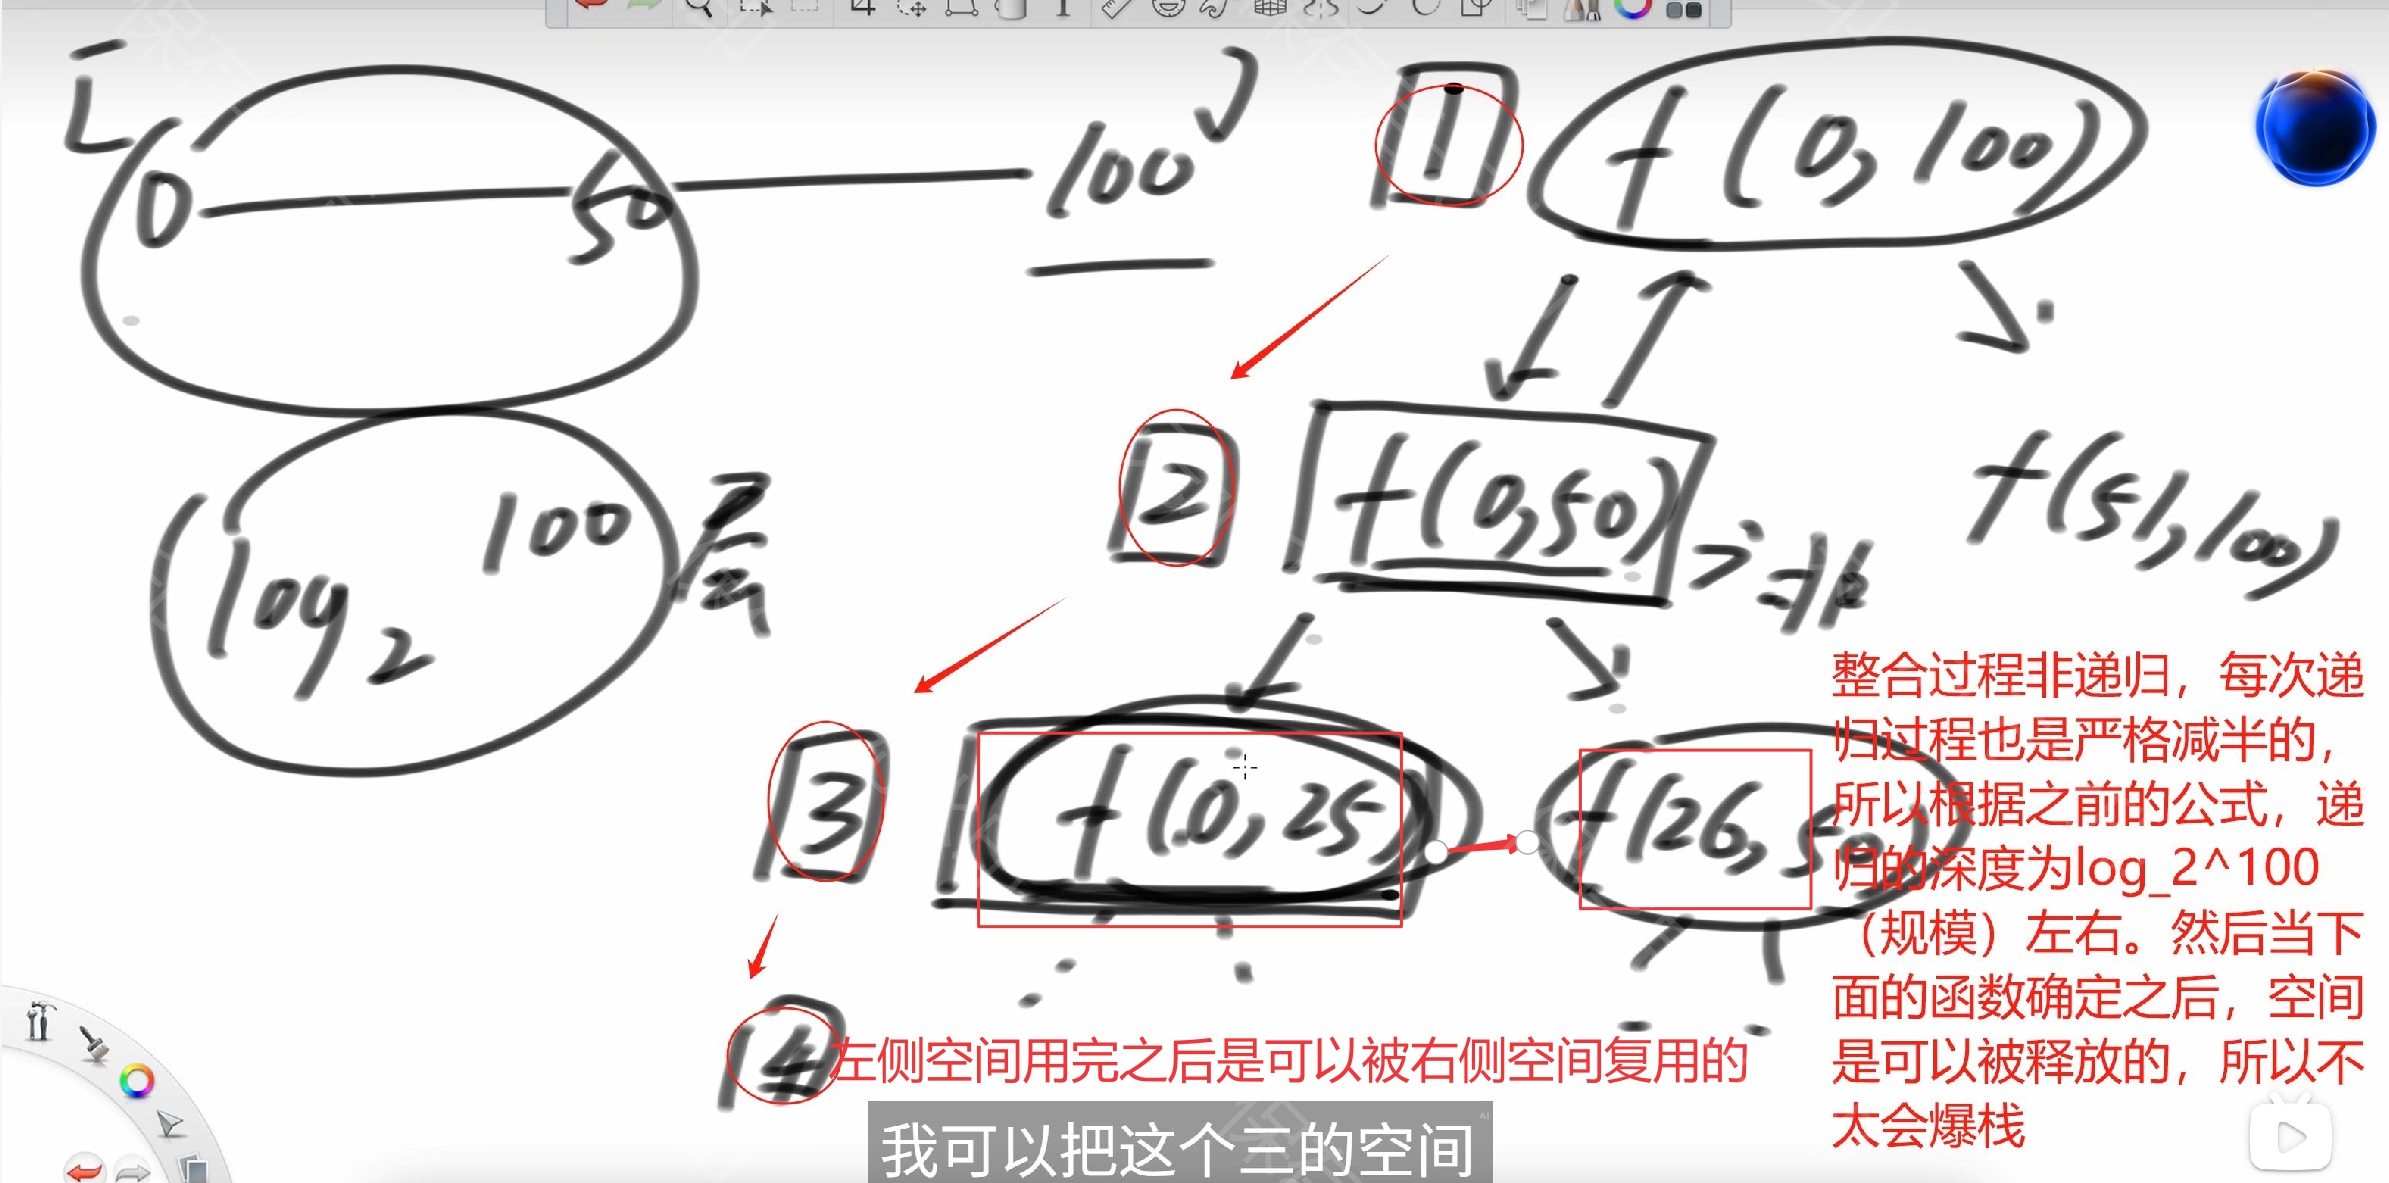 [0 50 100]
1 f(0,100)
2 f(0,50) f(51,100)
log2 100 层
3 f(0,25) f(26,50)
4
整合过程非递归，每次递
归过程也是严格减半的，
所以根据之前的公式，递
归的深度为log_2^100
（规模）左右。然后当下
面的函数确定之后，空间
是可以被释放的，所以不
太会爆栈
左侧空间用完之后是可以被右侧空间复用的
我可以把这个三的空间
AI